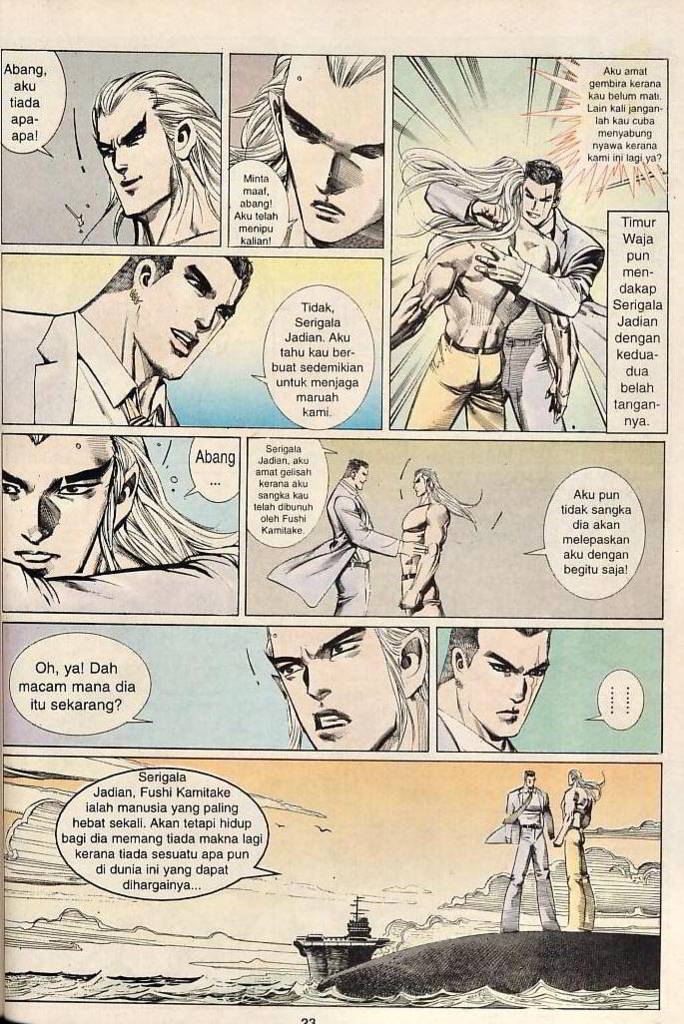 Abang,
aku
tiada
apa-
apa!
Minta
maaf,
abang!
Aku telah
menipu
kalian!
Aku amat
gembira kerana
kau belum mati.
Lain kali jangan-
lah kau cuba
menyabung
nyawa kerana
kami ini lagi ya?
Timur
Waja
pun
men-
dakap
Serigala
Jadian
dengan
kedua-
dua
belah
tangan-
nya.
Tidak,
Serigala
Jadian. Aku
tahu kau ber-
buat sedemikian
untuk menjaga
maruah
kami.
Abang
...
Serigala
Jadian, aku
amat gelisah
kerana aku
sangka kau
telah dibunuh
oleh Fushi
Kamitake.
Aku pun
tidak sangka
dia akan
melepaskan
aku dengan
begitu saja!
Oh, ya! Dah
macam mana dia
itu sekarang?
Serigala
Jadian, Fushi Kamitake
ialah manusia yang paling
hebat sekali. Akan tetapi hidup
bagi dia memang tiada makna lagi
kerana tiada sesuatu apa pun
di dunia ini yang dapat
dihargainya...
23